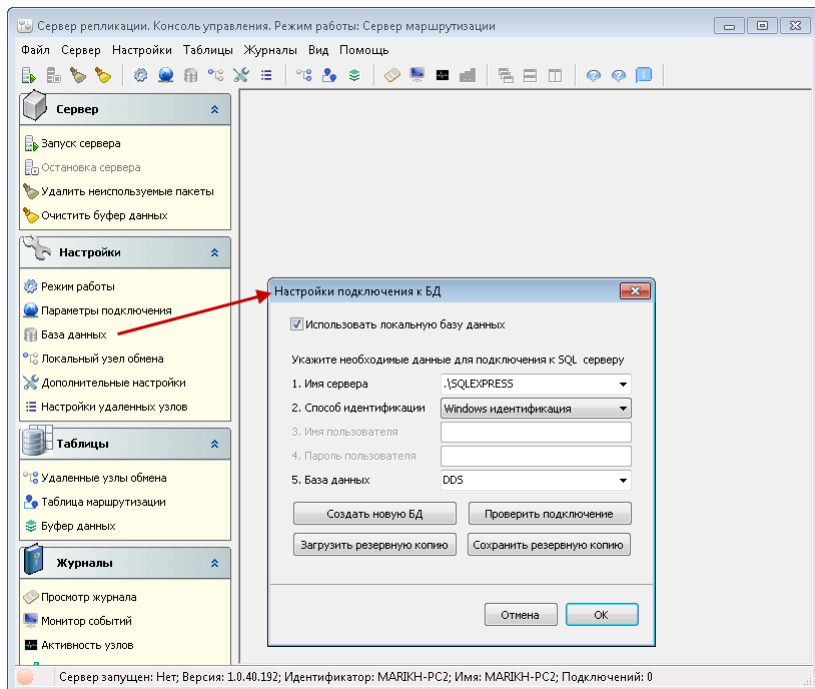 Сервер репликации. Консоль управления. Режим работы: Сервер маршрутизации
Файл Сервер Настройки Таблицы Журналы Вид Помощь
Сервер
Запуск сервера
Остановка сервера
Удалить неиспользуемые пакеты
Очистить буфер данных
Настройки
Режим работы
Параметры подключения
База данных
Локальный узел обмена
Дополнительные настройки
Настройки удаленных узлов
Таблицы
Удаленные узлы обмена
Таблица маршрутизации
Буфер данных
Журналы
Просмотр журнала
Монитор событий
Активность узлов
Настройки подключения к БД
Использовать локальную базу данных
Укажите необходимые данные для подключения к SQL серверу
1. Имя сервера .\SQLEXPRESS
2. Способ идентификации Windows идентификация
3. Имя пользователя
4. Пароль пользователя
5. База данных DDS
Создать новую БД Проверить подключение
Загрузить резервную копию Сохранить резервную копию
Отмена ОК
Сервер запущен: Нет; Версия: 1.0.40.192; Идентификатор: MARIKH-PC2; Имя: MARIKH-PC2; Подключений: 0